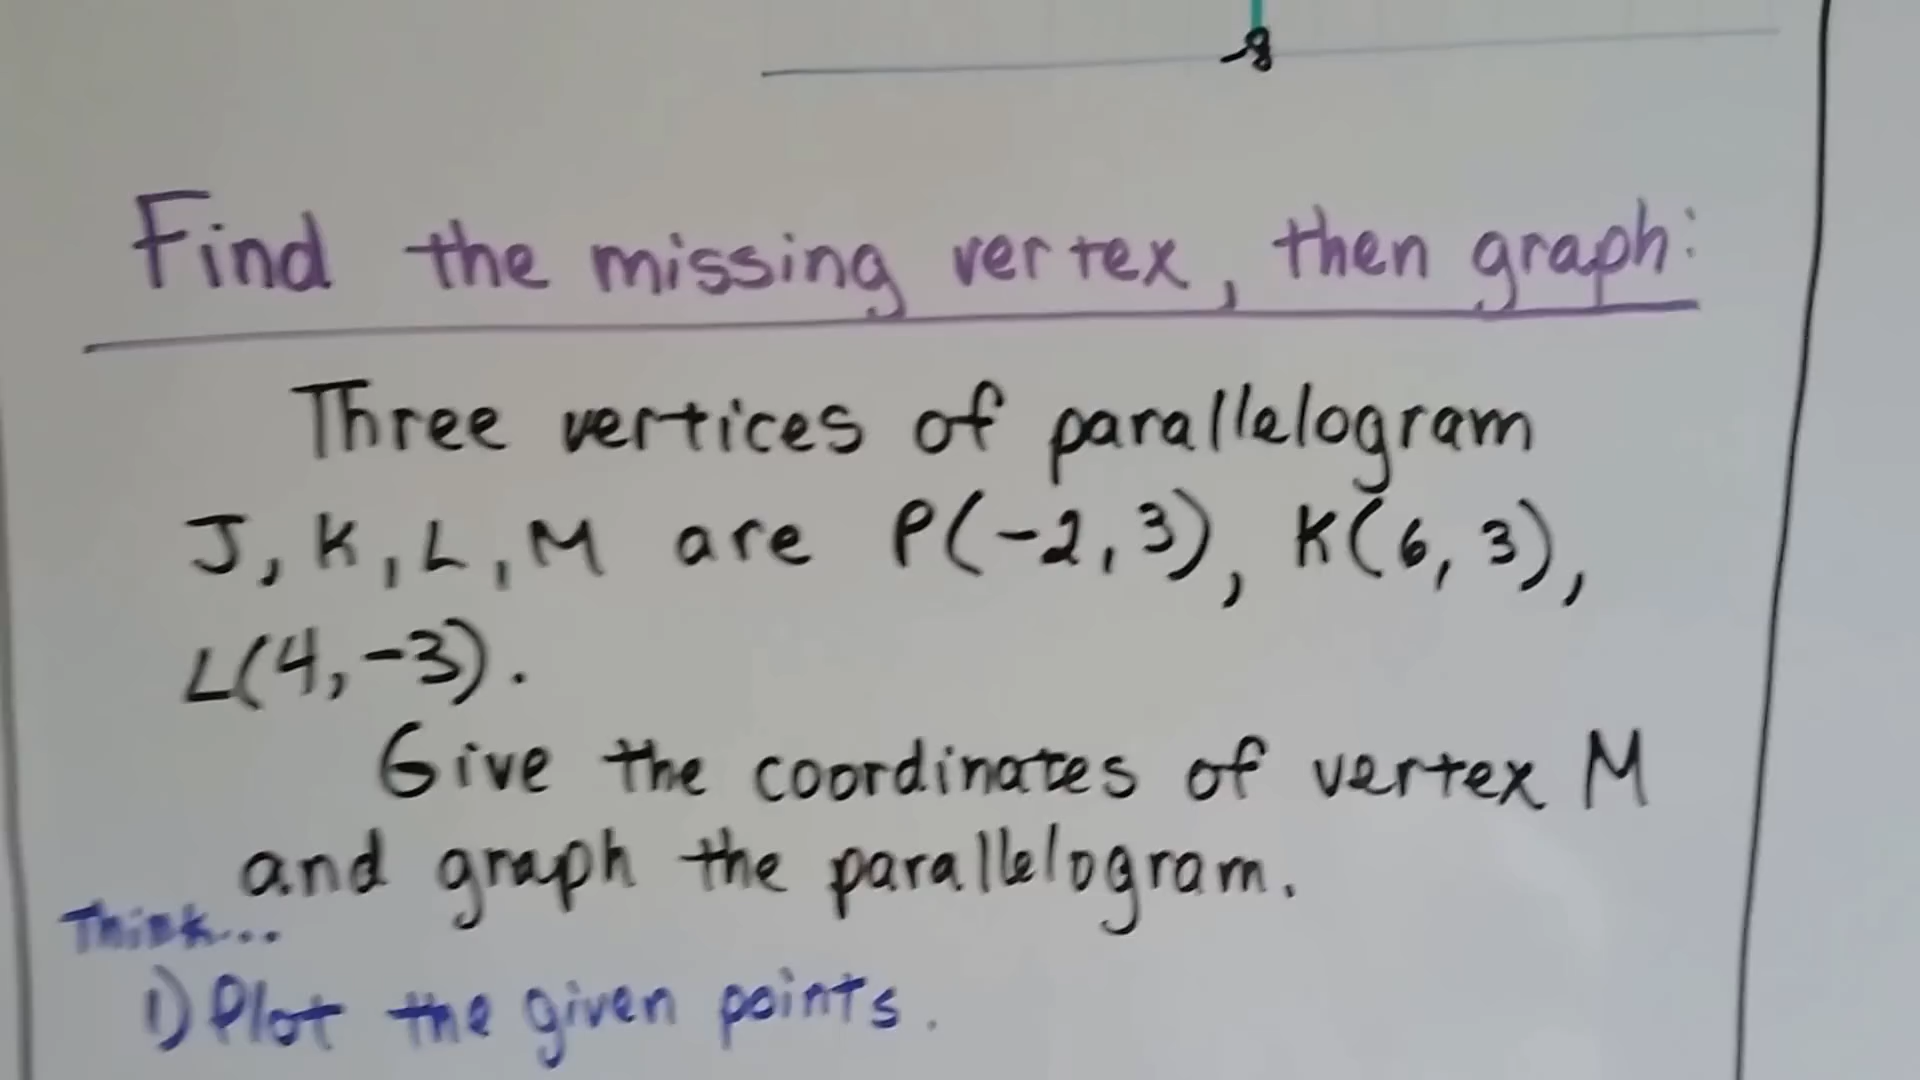 -8
Find the missing vertex, then graph:
Three vertices of parallelogram
J, K, L, M are P(-2, 3), K(6, 3),
L(4, -3).
Give the coordinates of vertex M
and graph the parallelogram.
Think...
1) Plot the given points.